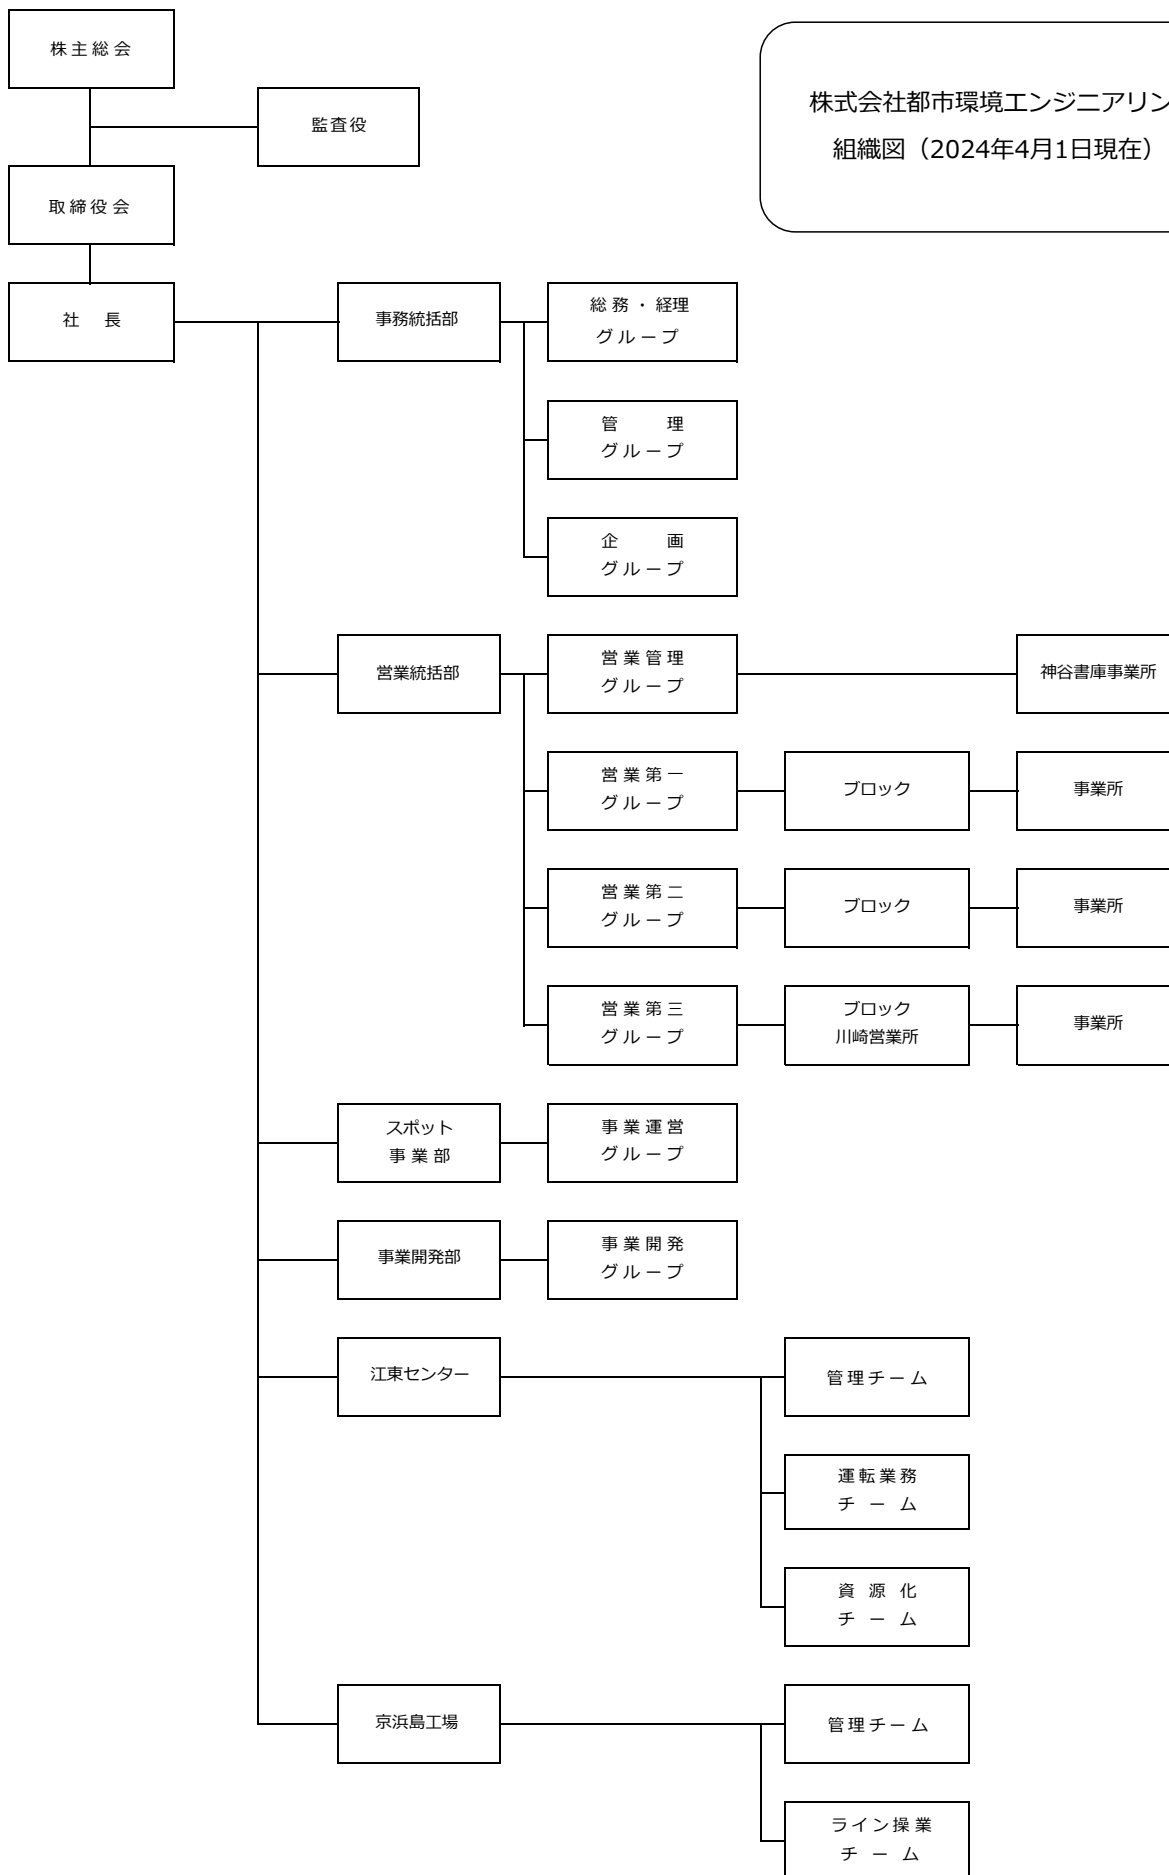 株主総会
監査役
株式会社都市環境エンジニアリン
組織図（2024年4月1日現在）
取締役会
社　長
事務統括部
総務・経理
グループ
管　理
グループ
企　画
グループ
営業統括部
営業管理
グループ
神谷書庫事業所
営業第一
グループ
ブロック
事業所
営業第二
グループ
ブロック
事業所
営業第三
グループ
ブロック
川崎営業所
事業所
スポット
事業部
事業運営
グループ
事業開発部
事業開発
グループ
江東センター
管理チーム
運転業務
チーム
資源化
チーム
京浜島工場
管理チーム
ライン操業
チーム